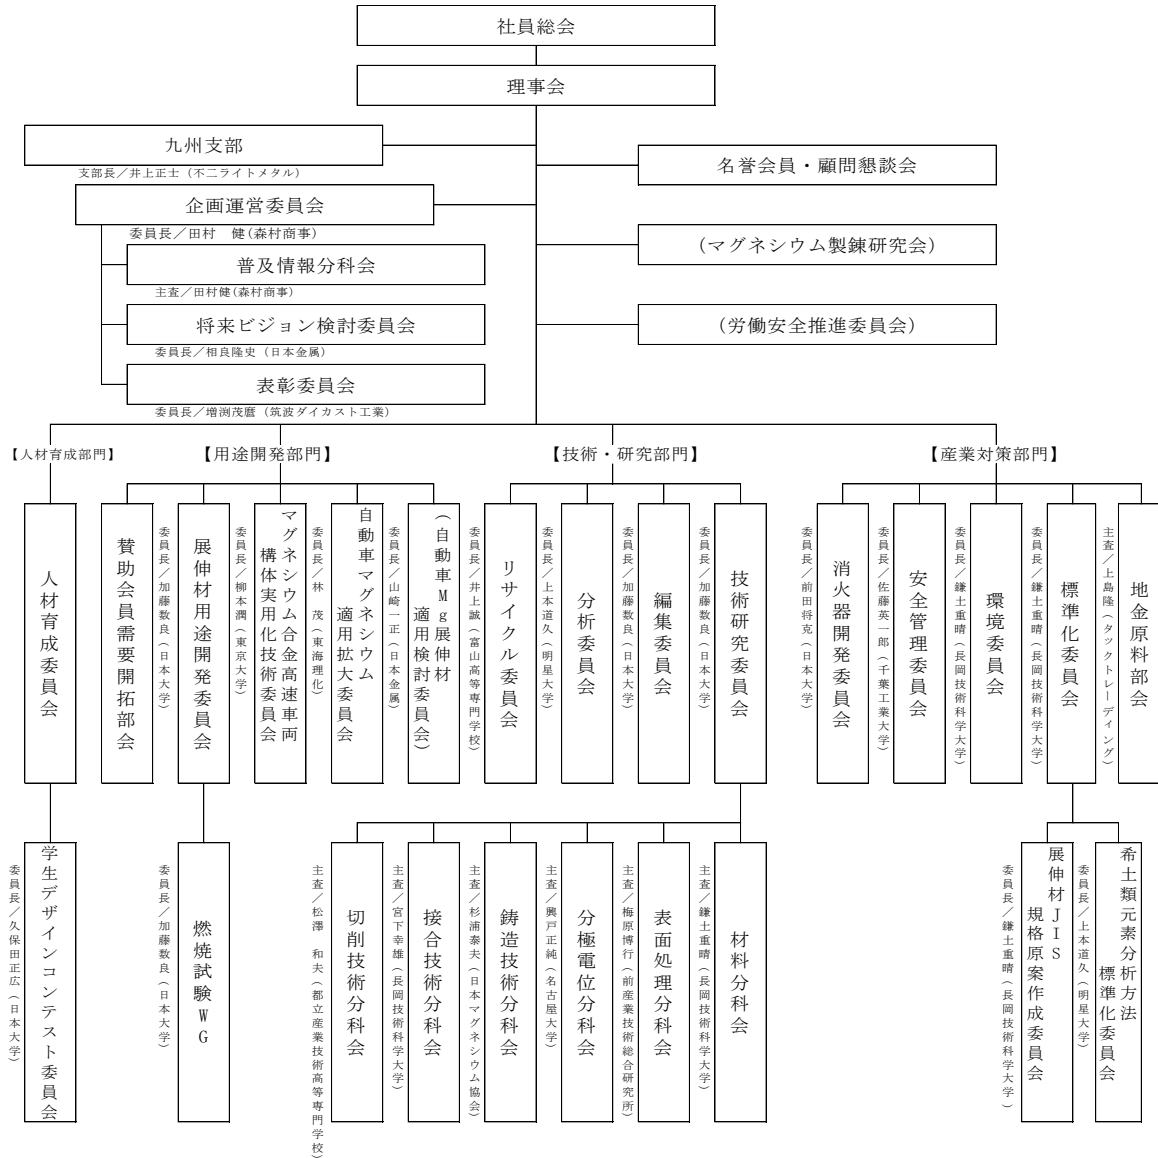 社員総会
理事会
九州支部
支部長／井上正士（不二ライトメタル）
名誉会員・顧問懇談会
企画運営委員会
委員長／田村　健(森村商事)
（マグネシウム製錬研究会）
普及情報分科会
主査／田村健(森村商事)
将来ビジョン検討委員会
委員長／相良隆史（日本金属）
（労働安全推進委員会）
表彰委員会
委員長／増渕茂麿（筑波ダイカスト工業）
【人材育成部門】
【用途開発部門】
【技術・研究部門】
【産業対策部門】
人材育成委員会
賛助会員需要開拓部会
委員長／加藤数良（日本大学）
展伸材用途開発委員会
委員長／柳本潤（東京大学）
マグネシウム合金高速車両
構体実用化技術委員会
委員長／林　茂（東海理化）
自動車マグネシウム
適用拡大委員会
委員長／山崎一正（日本金属）
（自動車Mg展伸材
適用検討委員会）
委員長／井上誠（富山高等専門学校）
リサイクル委員会
委員長／上本道久（明星大学）
分析委員会
委員長／加藤数良（日本大学）
編集委員会
委員長／加藤数良（日本大学）
技術研究委員会
委員長／前田将克（日本大学）
消火器開発委員会
委員長／佐藤英一郎（千葉工業大学）
安全管理委員会
委員長／鎌土重晴（長岡技術科学大学）
環境委員会
委員長／鎌土重晴（長岡技術科学大学）
標準化委員会
主査／上島隆（タックトレーディング）
地金原料部会
委員長／久保田正広（日本大学）
学生デザインコンテスト委員会
委員長／加藤数良（日本大学）
燃焼試験WG
主査／松澤　和夫（都立産業技術高等専門学校）
切削技術分科会
主査／宮下幸雄（長岡技術科学大学）
接合技術分科会
主査／杉浦泰夫（日本マグネシウム協会）
鋳造技術分科会
主査／興戸正純（名古屋大学）
分極電位分科会
主査／梅原博行（前産業技術総合研究所）
表面処理分科会
主査／鎌土重晴（長岡技術科学大学）
材料分科会
委員長／鎌土重晴（長岡技術科学大学）
展伸材JIS
規格原案作成委員会
委員長／上本道久（明星大学）
希土類元素分析方法
標準化委員会